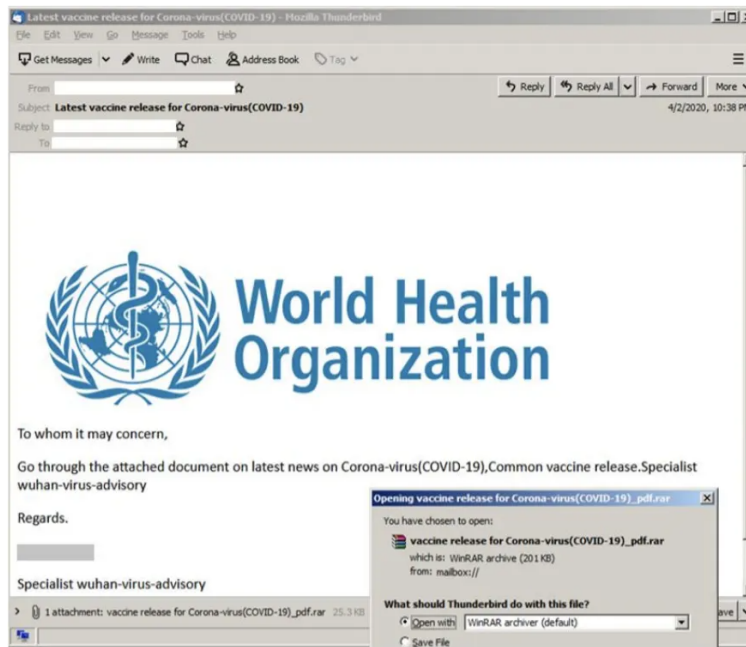 Latest vaccine release for Corona-virus(COVID-19) - Mozilla Thunderbird
File Edit View Go Message Tools Help
Get Messages Write Chat Address Book Tag
From Reply Reply All Forward More
Subject Latest vaccine release for Corona-virus(COVID-19) 4/2/2020, 10:38 PM
Reply to
To
World Health
Organization
To whom it may concern,
Go through the attached document on latest news on Corona-virus(COVID-19),Common vaccine release.Specialist
wuhan-virus-advisory
Regards.
Specialist wuhan-virus-advisory
1 attachment: vaccine release for Corona-virus(COVID-19)_pdf.rar 25.3 KB
Opening vaccine release for Corona-virus(COVID-19)_pdf.rar
You have chosen to open:
vaccine release for Corona-virus(COVID-19)_pdf.rar
which is: WinRAR archive (201 KB)
from: mailbox://
What should Thunderbird do with this file?
Open with WinRAR archiver (default)
Save File